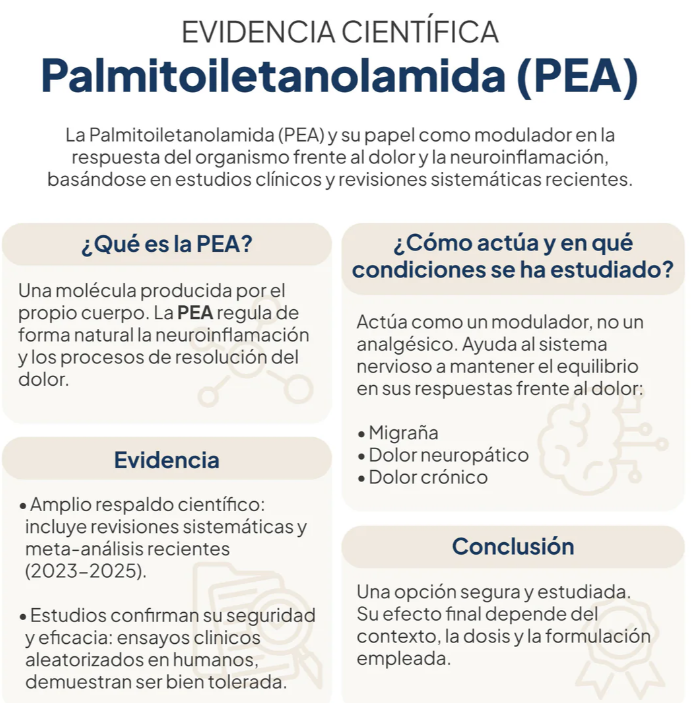 EVIDENCIA CIENTÍFICA
Palmitoiletanolamida (PEA)
La Palmitoiletanolamida (PEA) y su papel como modulador en la
respuesta del organismo frente al dolor y la neuroinflamación,
basándose en estudios clínicos y revisiones sistemáticas recientes.
¿Qué es la PEA?
Una molécula producida por el
propio cuerpo. La PEA regula de
forma natural la neuroinflamación
y los procesos de resolución del
dolor.
Evidencia
• Amplio respaldo científico:
incluye revisiones sistemáticas y
meta-análisis recientes
(2023-2025).
• Estudios confirman su seguridad
y eficacia: ensayos clinicos
aleatorizados en humanos,
demuestran ser bien tolerada.
¿Cómo actúa y en qué
condiciones se ha estudiado?
Actúa como un modulador, no un
analgésico. Ayuda al sistema
nervioso a mantener el equilibrio
en sus respuestas frente al dolor:
• Migraña
• Dolor neuropático
• Dolor crónico
Conclusión
Una opción segura y estudiada.
Su efecto final depende del
contexto, la dosis y la formulación
empleada.